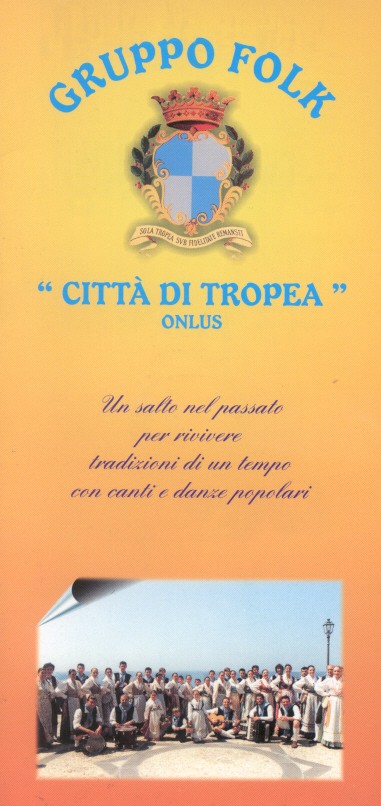 GRUPPO FOLK
SOLA TROPEA SVB FIDELITATE REMANSIT
“ CITTÀ DI TROPEA ”
ONLUS
Un salto nel passato
per rivivere
tradizioni di un tempo
con canti e danze popolari